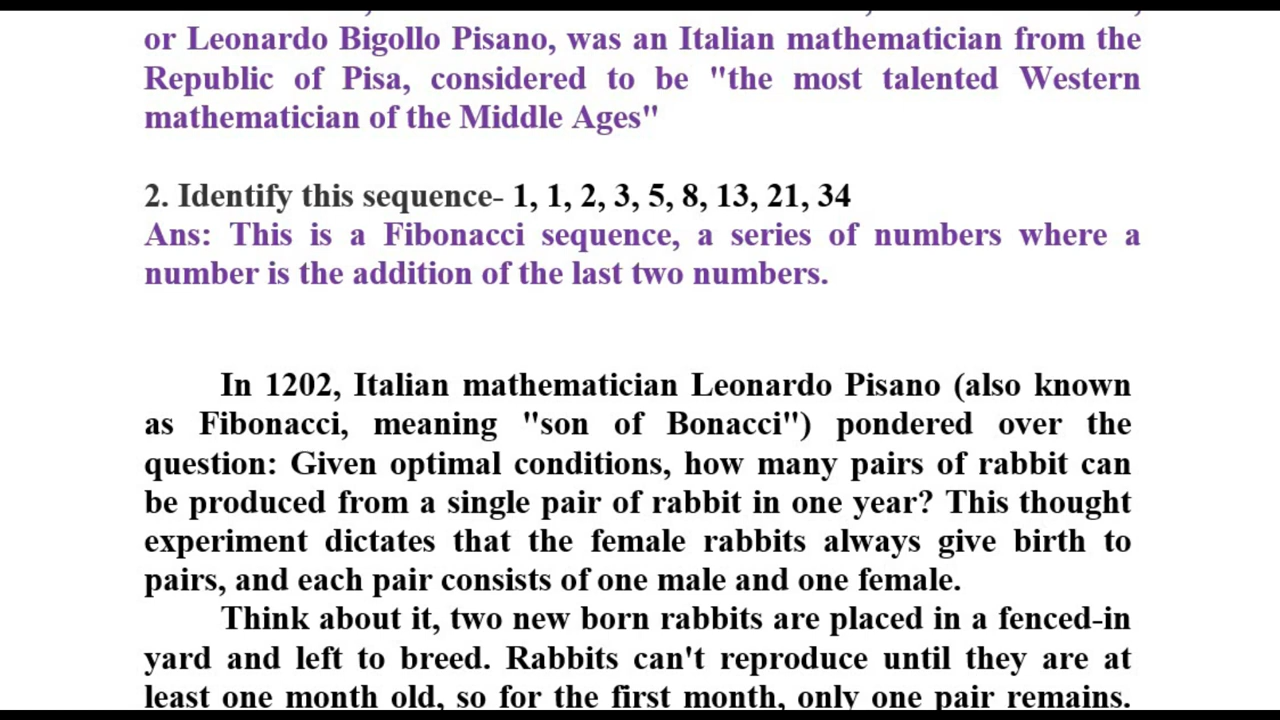 or Leonardo Bigollo Pisano, was an Italian mathematician from the
Republic of Pisa, considered to be "the most talented Western
mathematician of the Middle Ages"
2. Identify this sequence- 1, 1, 2, 3, 5, 8, 13, 21, 34
Ans: This is a Fibonacci sequence, a series of numbers where a
number is the addition of the last two numbers.
In 1202, Italian mathematician Leonardo Pisano (also known
as Fibonacci, meaning "son of Bonacci") pondered over the
question: Given optimal conditions, how many pairs of rabbit can
be produced from a single pair of rabbit in one year? This thought
experiment dictates that the female rabbits always give birth to
pairs, and each pair consists of one male and one female.
Think about it, two new born rabbits are placed in a fenced-in
yard and left to breed. Rabbits can't reproduce until they are at
least one month old, so for the first month, only one pair remains.